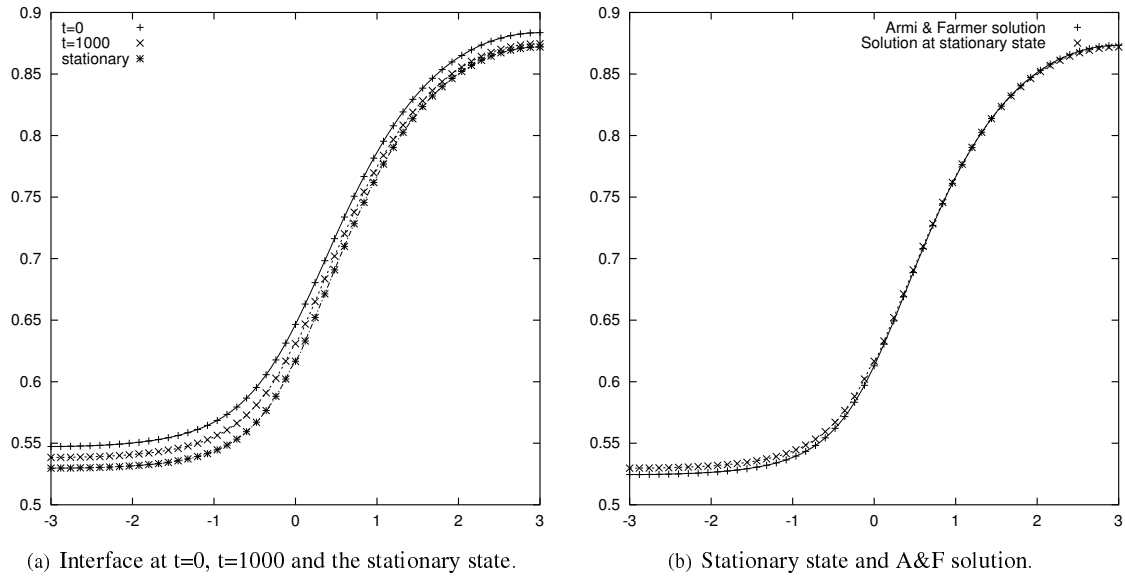 0.9
0.85
0.8
0.75
0.7
0.65
0.6
0.55
0.5
-3 -2 -1 0 1 2 3
t=0
t=1000
stationary
(a) Interface at t=0, t=1000 and the stationary state.
0.9
0.85
0.8
0.75
0.7
0.65
0.6
0.55
0.5
-3 -2 -1 0 1 2 3
Armi & Farmer solution
Solution at stationary state
(b) Stationary state and A&F solution.